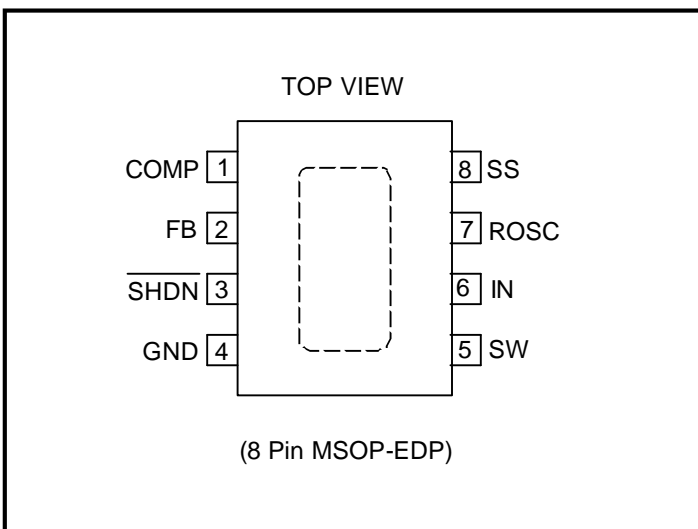 TOP VIEW
COMP 1 8 SS
FB 2 7 ROSC
SHDN 3 6 IN
GND 4 5 SW
(8 Pin MSOP-EDP)